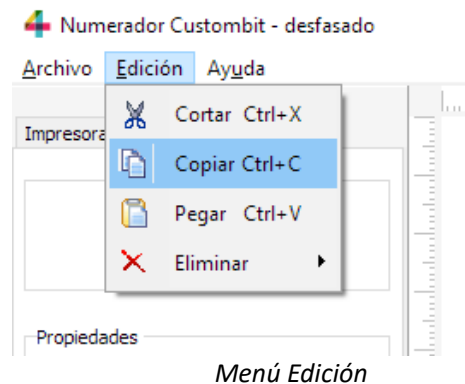 Numerador Custombit - desfasado
Archivo Edición Ayuda
Cortar Ctrl+X
Impresora
Copiar Ctrl+C
Pegar Ctrl+V
Eliminar
Propiedades
Menú Edición